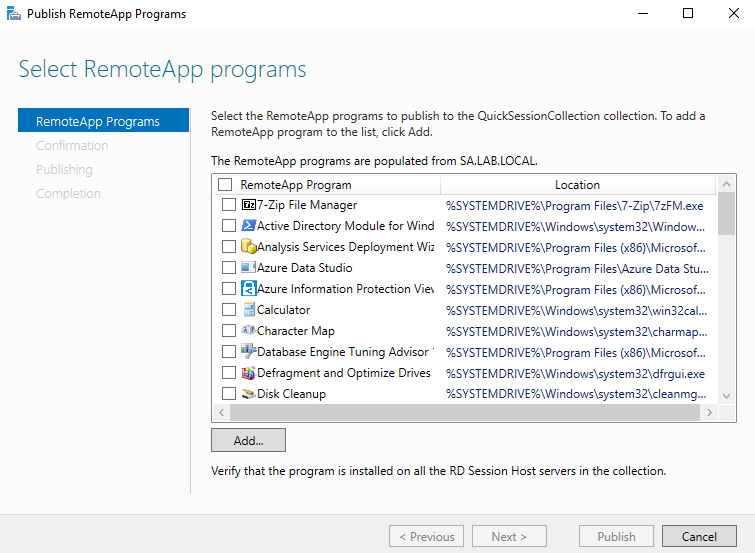 Publish RemoteApp Programs
Select RemoteApp programs
RemoteApp Programs
Confirmation
Publishing
Completion
Select the RemoteApp programs to publish to the QuickSessionCollection collection. To add a
RemoteApp program to the list, click Add.
The RemoteApp programs are populated from SA.LAB.LOCAL.
RemoteApp Program Location
7-Zip File Manager %SYSTEMDRIVE%\Program Files\7-Zip\7zFM.exe
Active Directory Module for Wind %SYSTEMDRIVE%\Windows\system32\Window...
Analysis Services Deployment Wiz %SYSTEMDRIVE%\Program Files (x86)\Microsof...
Azure Data Studio %SYSTEMDRIVE%\Program Files\Azure Data Stu...
Azure Information Protection View %SYSTEMDRIVE%\Program Files (x86)\Microsof...
Calculator %SYSTEMDRIVE%\Windows\system32\win32cal...
Character Map %SYSTEMDRIVE%\Windows\system32\charmap...
Database Engine Tuning Advisor %SYSTEMDRIVE%\Program Files (x86)\Microsof...
Defragment and Optimize Drives %SYSTEMDRIVE%\Windows\system32\dfrgui.exe
Disk Cleanup %SYSTEMDRIVE%\Windows\system32\cleanmg...
Add...
Verify that the program is installed on all the RD Session Host servers in the collection.
< Previous Next > Publish Cancel